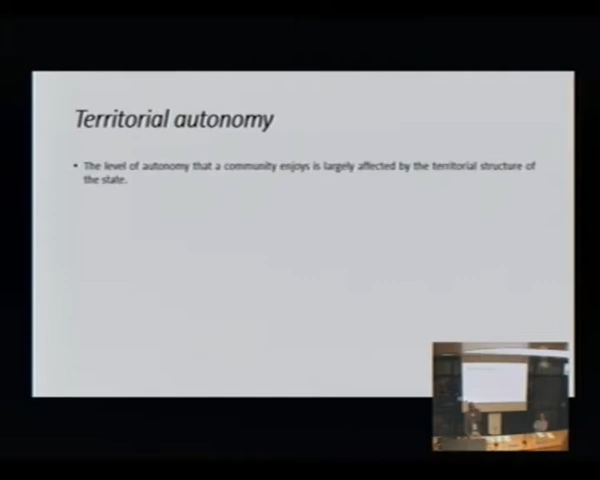 Territorial autonomy
• The level of autonomy that a community enjoys is largely affected by the territorial structure of
the state.